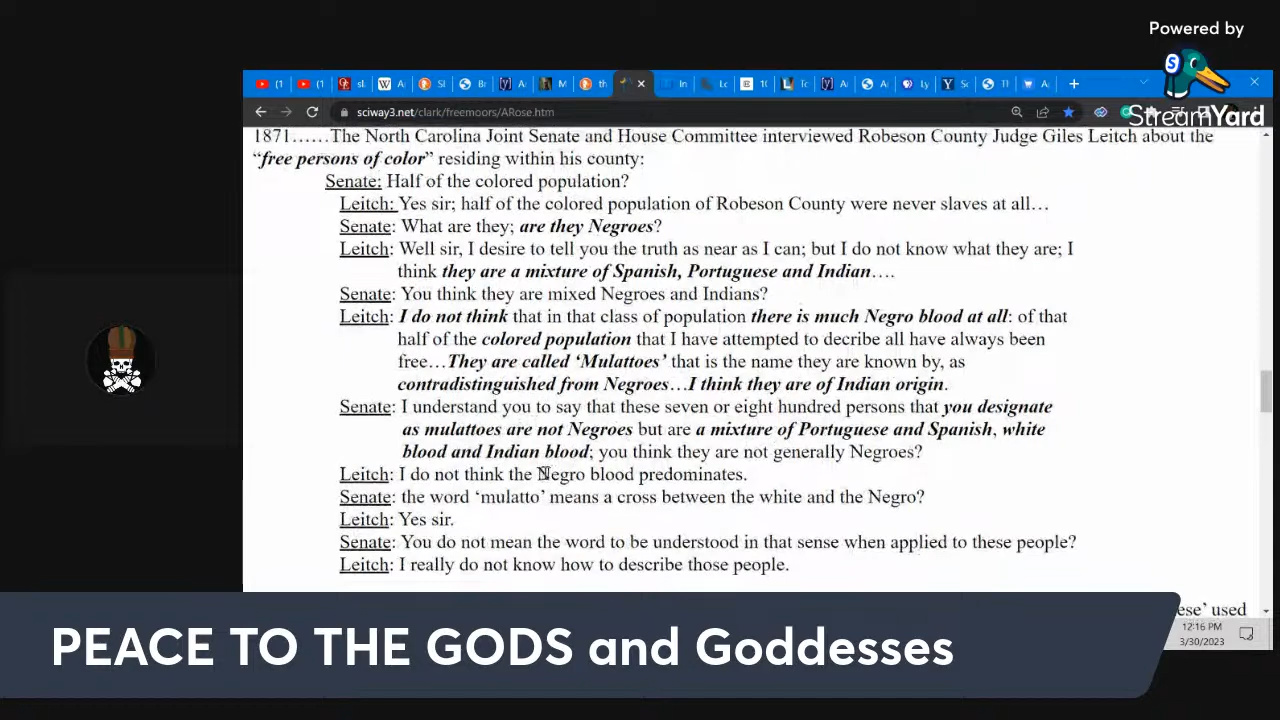 Powered by
StreamYard
sciway3.net/clark/freemoors/ARose.htm
1871……The North Carolina Joint Senate and House Committee interviewed Robeson County Judge Giles Leitch about the
“free persons of color” residing within his county:
Senate: Half of the colored population?
Leitch: Yes sir; half of the colored population of Robeson County were never slaves at all…
Senate: What are they; are they Negroes?
Leitch: Well sir, I desire to tell you the truth as near as I can; but I do not know what they are; I
think they are a mixture of Spanish, Portuguese and Indian….
Senate: You think they are mixed Negroes and Indians?
Leitch: I do not think that in that class of population there is much Negro blood at all: of that
half of the colored population that I have attempted to decribe all have always been
free…They are called ‘Mulattoes’ that is the name they are known by, as
contradistinguished from Negroes…I think they are of Indian origin.
Senate: I understand you to say that these seven or eight hundred persons that you designate
as mulattoes are not Negroes but are a mixture of Portuguese and Spanish, white
blood and Indian blood; you think they are not generally Negroes?
Leitch: I do not think the Negro blood predominates.
Senate: the word ‘mulatto’ means a cross between the white and the Negro?
Leitch: Yes sir.
Senate: You do not mean the word to be understood in that sense when applied to these people?
Leitch: I really do not know how to describe those people.
ese’ used
12:16 PM
3/30/2023
PEACE TO THE GODS and Goddesses